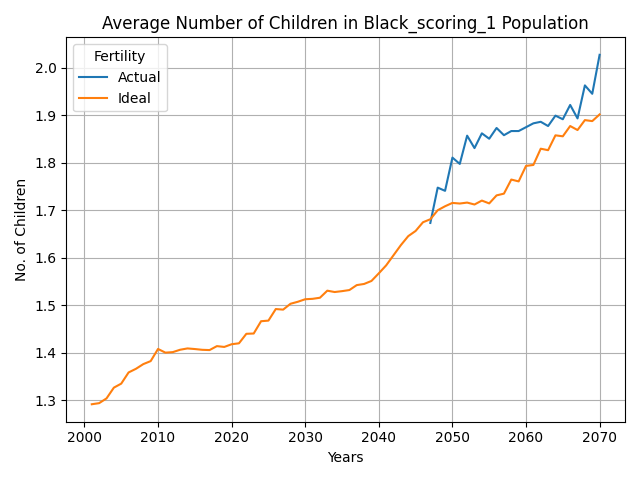 Average Number of Children in Black_scoring_1 Population
Fertility
Actual
Ideal
No. of Children
2.0
1.9
1.8
1.7
1.6
1.5
1.4
1.3
2000 2010 2020 2030 2040 2050 2060 2070
Years